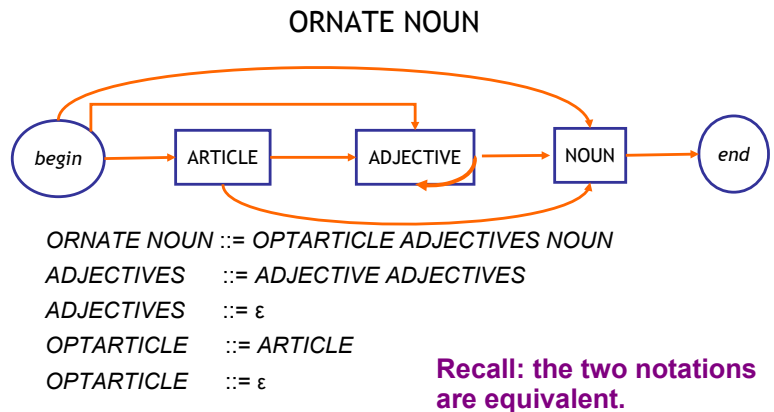 ORNATE NOUN
begin
ARTICLE
ADJECTIVE
NOUN
end
ORNATE NOUN ::= OPTARTICLE ADJECTIVES NOUN
ADJECTIVES ::= ADJECTIVE ADJECTIVES
ADJECTIVES ::= ε
OPTARTICLE ::= ARTICLE
OPTARTICLE ::= ε
Recall: the two notations
are equivalent.